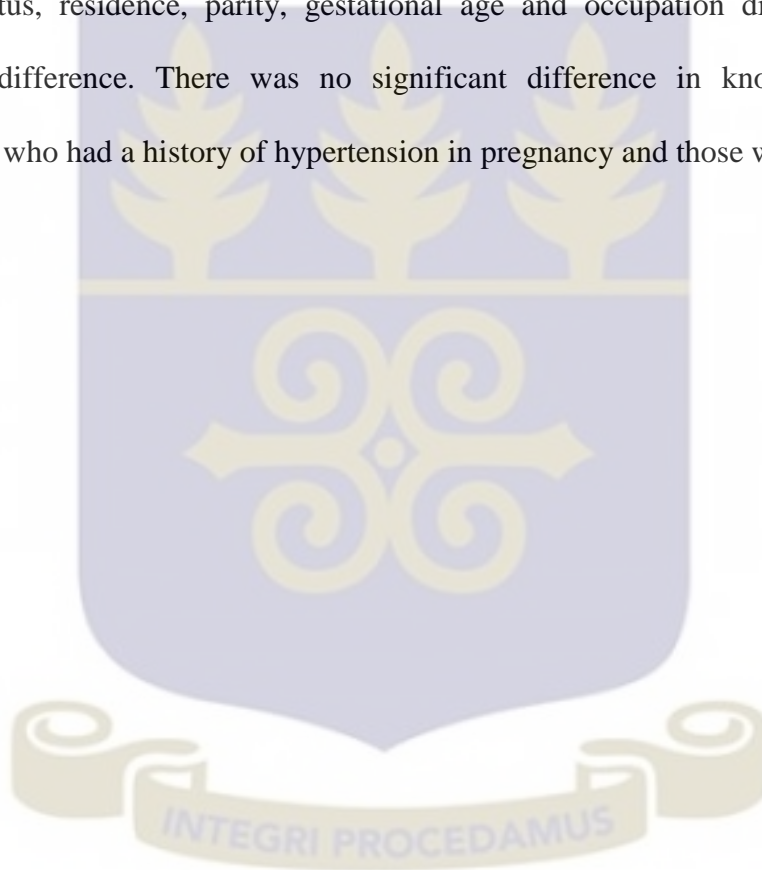 tus, residence, parity, gestational age and occupation di
difference. There was no significant difference in kno
who had a history of hypertension in pregnancy and those w
INTEGRI PROCEDAMUS